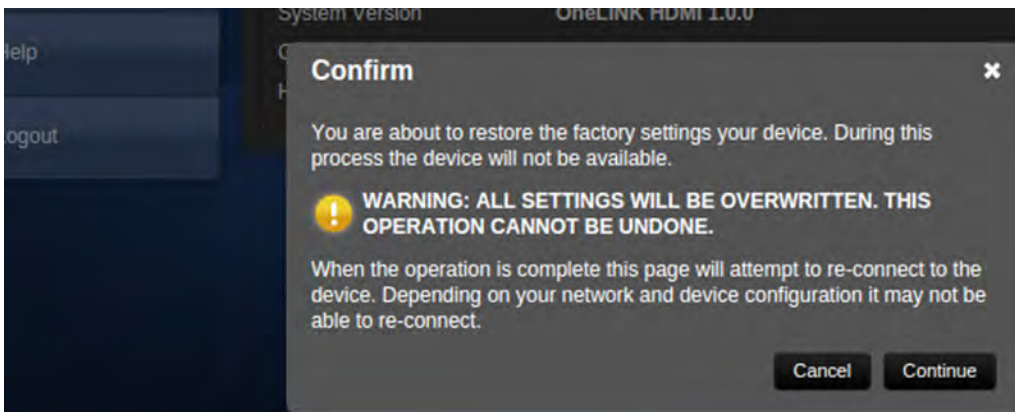 System Version OneLINK HDMI 1.0.0
Help
Confirm
You are about to restore the factory settings your device. During this
process the device will not be available.
WARNING: ALL SETTINGS WILL BE OVERWRITTEN. THIS
OPERATION CANNOT BE UNDONE.
Logout
When the operation is complete this page will attempt to re-connect to the
device. Depending on your network and device configuration it may not be
able to re-connect.
Cancel Continue